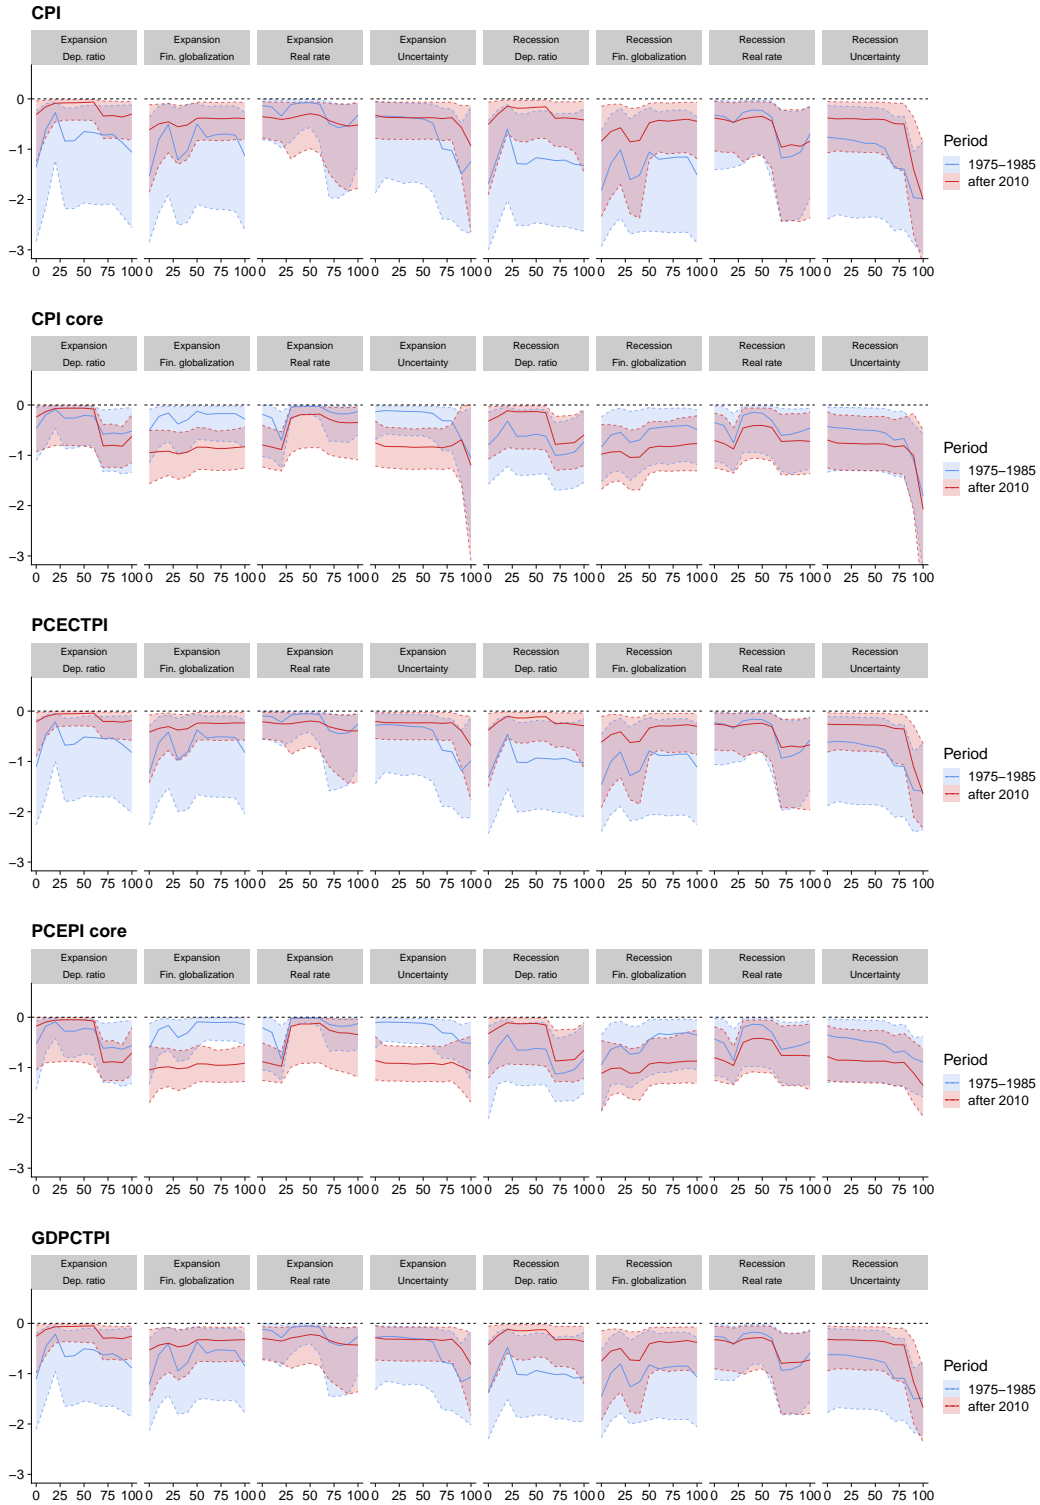 CPI
Expansion Expansion Expansion Expansion Recession Recession Recession Recession
Dep. ratio Fin. globalization Real rate Uncertainty Dep. ratio Fin. globalization Real rate Uncertainty
0
−1
−2
−3
0 25 50 75 100 0 25 50 75 100 0 25 50 75 100 0 25 50 75 100 0 25 50 75 100 0 25 50 75 100 0 25 50 75 100 0 25 50 75 100
Period
1975−1985
after 2010
CPI core
Expansion Expansion Expansion Expansion Recession Recession Recession Recession
Dep. ratio Fin. globalization Real rate Uncertainty Dep. ratio Fin. globalization Real rate Uncertainty
0
−1
−2
−3
0 25 50 75 100 0 25 50 75 100 0 25 50 75 100 0 25 50 75 100 0 25 50 75 100 0 25 50 75 100 0 25 50 75 100 0 25 50 75 100
Period
1975−1985
after 2010
PCECTPI
Expansion Expansion Expansion Expansion Recession Recession Recession Recession
Dep. ratio Fin. globalization Real rate Uncertainty Dep. ratio Fin. globalization Real rate Uncertainty
0
−1
−2
−3
0 25 50 75 100 0 25 50 75 100 0 25 50 75 100 0 25 50 75 100 0 25 50 75 100 0 25 50 75 100 0 25 50 75 100 0 25 50 75 100
Period
1975−1985
after 2010
PCEPI core
Expansion Expansion Expansion Expansion Recession Recession Recession Recession
Dep. ratio Fin. globalization Real rate Uncertainty Dep. ratio Fin. globalization Real rate Uncertainty
0
−1
−2
−3
0 25 50 75 100 0 25 50 75 100 0 25 50 75 100 0 25 50 75 100 0 25 50 75 100 0 25 50 75 100 0 25 50 75 100 0 25 50 75 100
Period
1975−1985
after 2010
GDPCTPI
Expansion Expansion Expansion Expansion Recession Recession Recession Recession
Dep. ratio Fin. globalization Real rate Uncertainty Dep. ratio Fin. globalization Real rate Uncertainty
0
−1
−2
−3
0 25 50 75 100 0 25 50 75 100 0 25 50 75 100 0 25 50 75 100 0 25 50 75 100 0 25 50 75 100 0 25 50 75 100 0 25 50 75 100
Period
1975−1985
after 2010